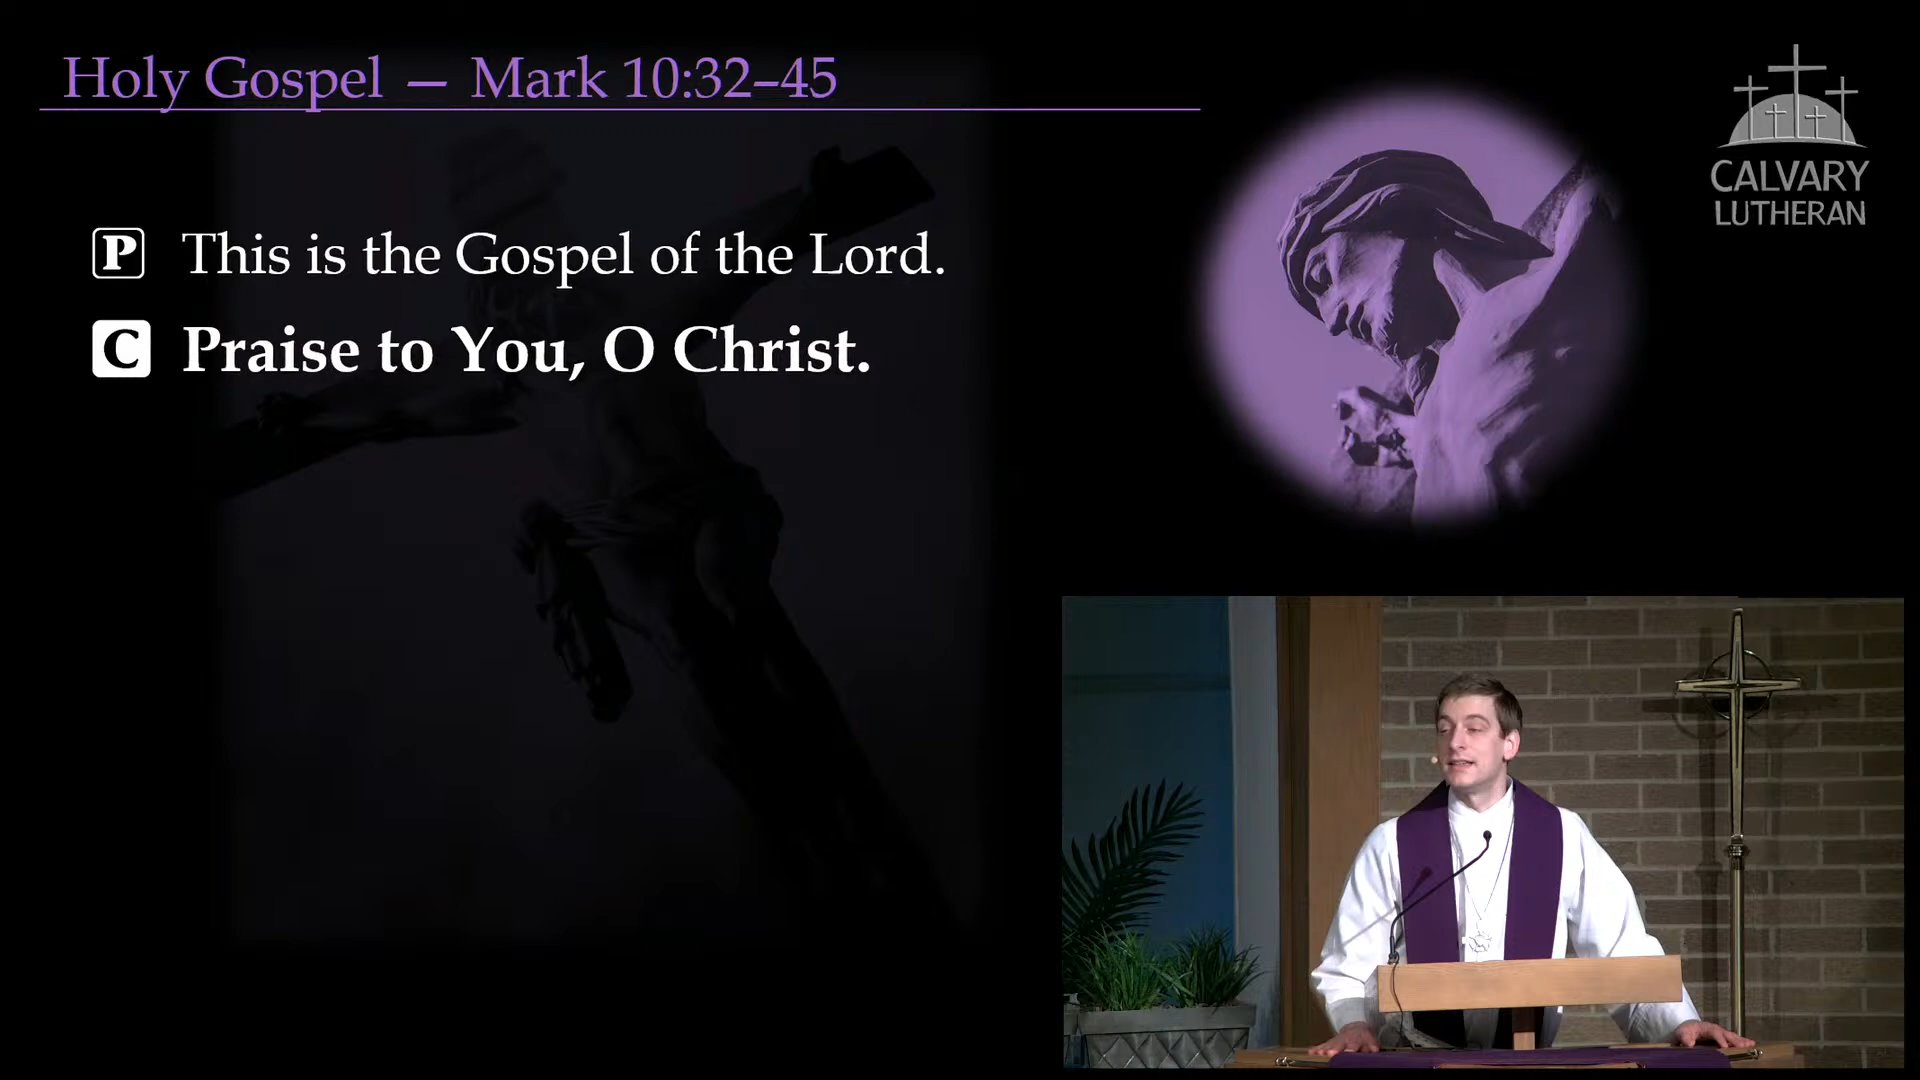 Holy Gospel — Mark 10:32–45
P This is the Gospel of the Lord.
C Praise to You, O Christ.
CALVARY
LUTHERAN